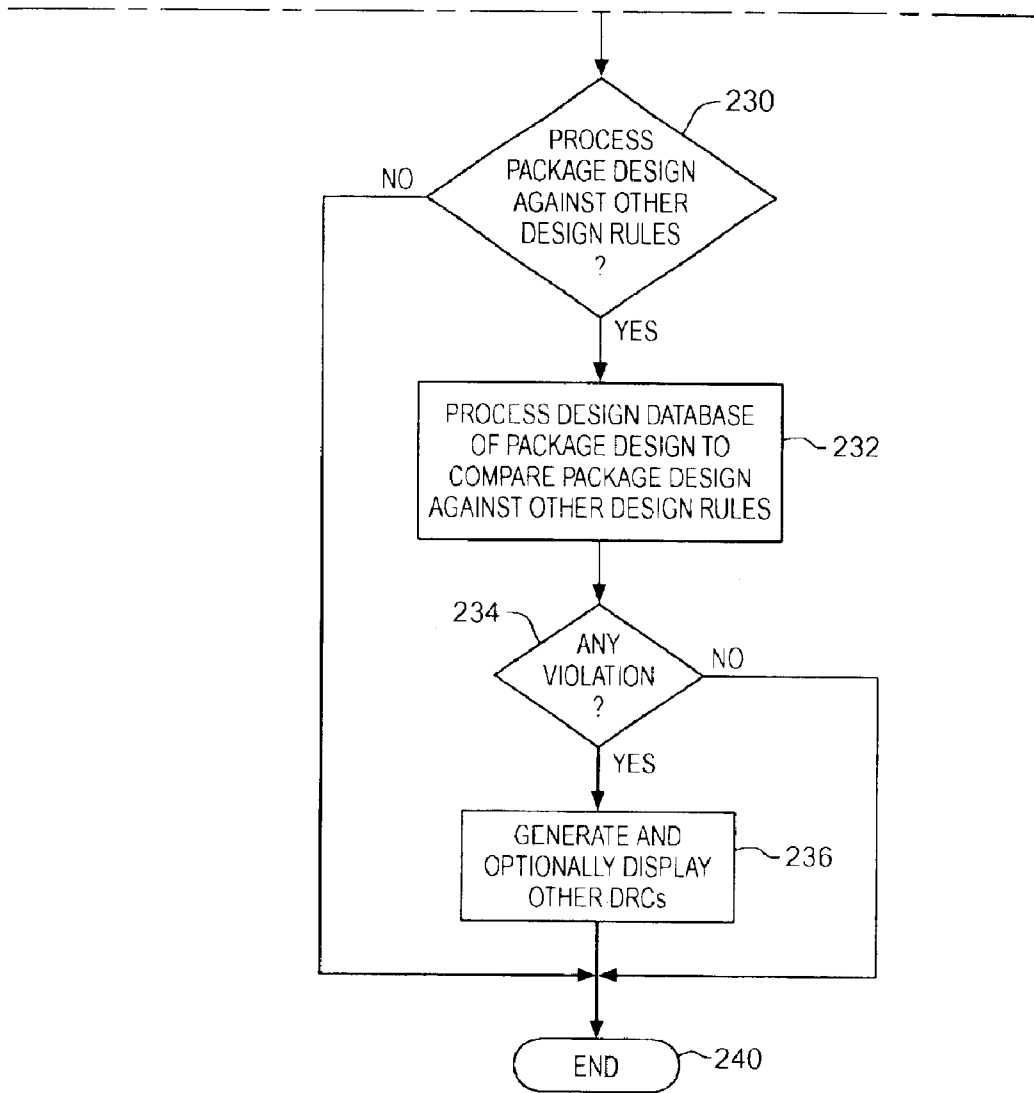 230
PROCESS
PACKAGE DESIGN
AGAINST OTHER
DESIGN RULES
?
NO
YES
PROCESS DESIGN DATABASE
OF PACKAGE DESIGN TO
COMPARE PACKAGE DESIGN
AGAINST OTHER DESIGN RULES
232
234
ANY
VIOLATION
?
NO
YES
GENERATE AND
OPTIONALLY DISPLAY
OTHER DRCs
236
END
240